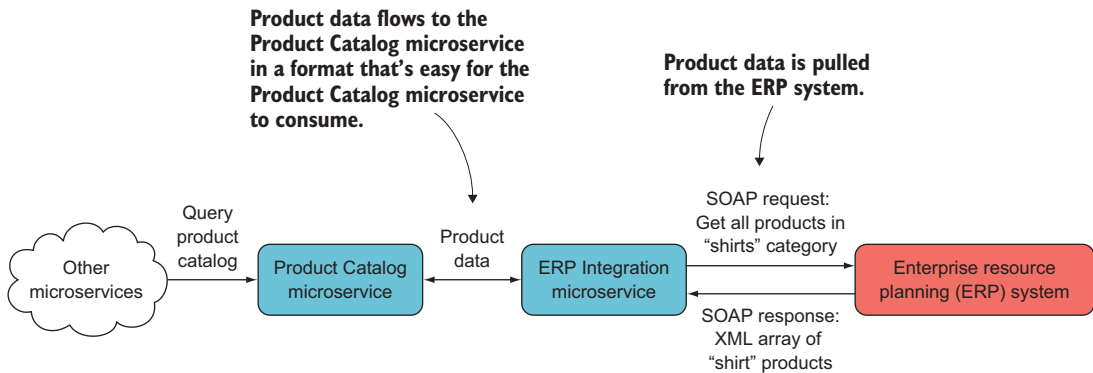 Product data flows to the
Product Catalog microservice
in a format that's easy for the
Product Catalog microservice
to consume.
Product data is pulled
from the ERP system.
Other
microservices
Query
product
catalog
Product Catalog
microservice
Product
data
ERP Integration
microservice
SOAP request:
Get all products in
“shirts” category
SOAP response:
XML array of
“shirt” products
Enterprise resource
planning (ERP) system